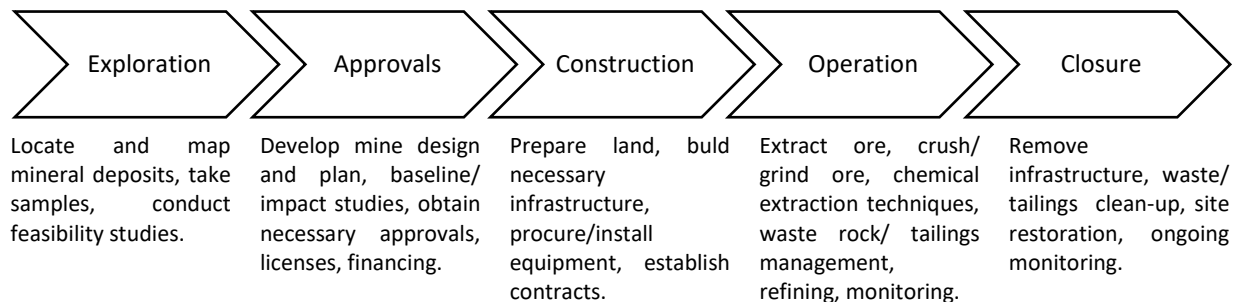 Exploration
Approvals
Construction
Operation
Closure
Locate and map
mineral deposits, take
samples, conduct
feasibility studies.
Develop mine design
and plan, baseline/
impact studies, obtain
necessary approvals,
licenses, financing.
Prepare land, buld
necessary
infrastructure,
procure/install
equipment, establish
contracts.
Extract ore, crush/
grind ore, chemical
extraction techniques,
waste rock/ tailings
management,
refining, monitoring.
Remove
infrastructure, waste/
tailings clean-up, site
restoration, ongoing
monitoring.